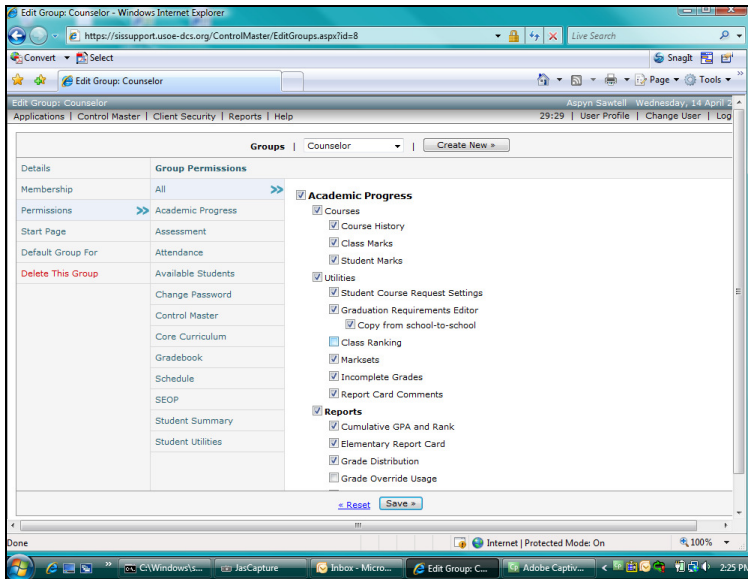 Edit Group: Counselor - Windows Internet Explorer
https://sissupport.usoe-dcs.org/ControlMaster/EditGroups.aspx?id=8
Live Search
Convert Select
SnagIt
Edit Group: Counselor
Page Tools
Edit Group: Counselor Aspyn Sawtell Wednesday, 14 April 2
Applications | Control Master | Client Security | Reports | Help 29:29 | User Profile | Change User | Log
Groups | Counselor | Create New »
Details
Membership
Permissions
Start Page
Default Group For
Delete This Group
Group Permissions
All
Academic Progress
Assessment
Attendance
Available Students
Change Password
Control Master
Core Curriculum
Gradebook
Schedule
SEOP
Student Summary
Student Utilities
Academic Progress
Courses
Course History
Class Marks
Student Marks
Utilities
Student Course Request Settings
Graduation Requirements Editor
Copy from school-to-school
Class Ranking
Marksets
Incomplete Grades
Report Card Comments
Reports
Cumulative GPA and Rank
Elementary Report Card
Grade Distribution
Grade Override Usage
« Reset Save »
Done Internet | Protected Mode: On 100%
C:\Windows\s... JasCapture Inbox - Micro... Edit Group: C... Adobe Captiv... 2:25 PM